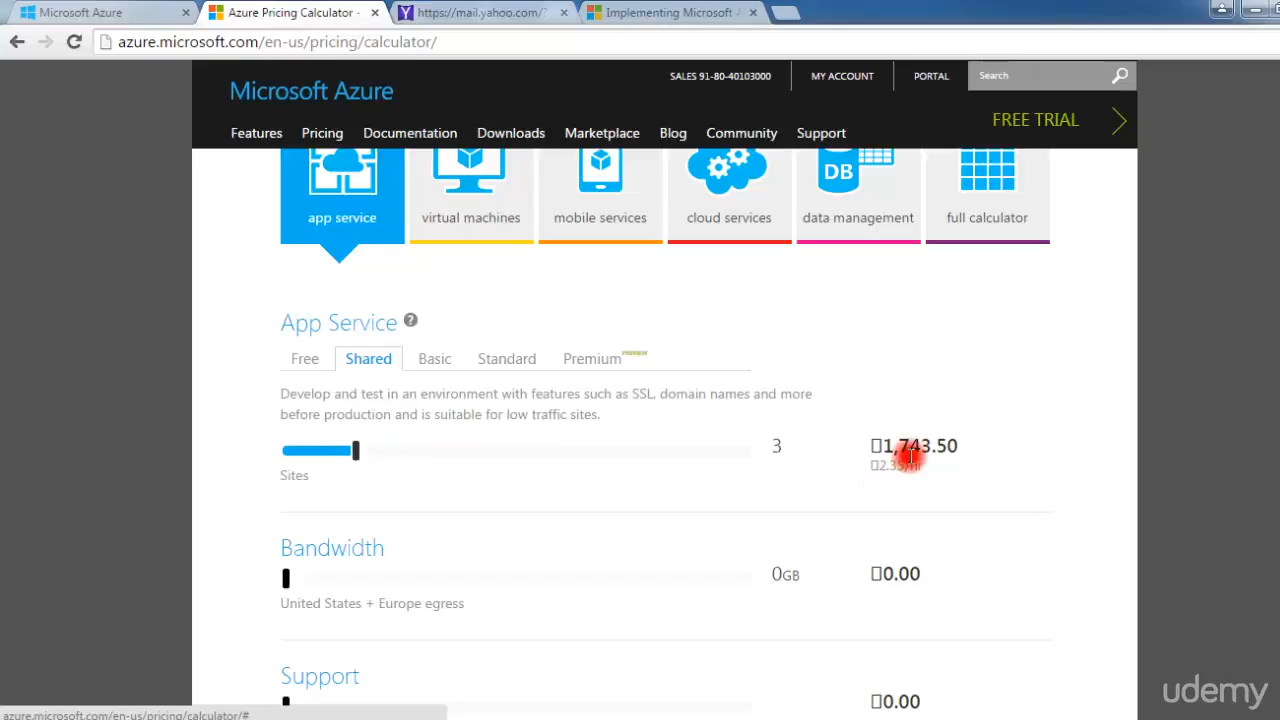 Microsoft Azure
Azure Pricing Calculator -
https://mail.yahoo.com/?
Implementing Microsoft A
azure.microsoft.com/en-us/pricing/calculator/
SALES 91-80-40103000
MY ACCOUNT
PORTAL
Search
Microsoft Azure
FREE TRIAL
Features
Pricing
Documentation
Downloads
Marketplace
Blog
Community
Support
DB
app service
virtual machines
mobile services
cloud services
data management
full calculator
App Service ?
Free
Shared
Basic
Standard
Premium PREVIEW
Develop and test in an environment with features such as SSL, domain names and more
before production and is suitable for low traffic sites.
3
1,743.50
2.35/hr
Sites
Bandwidth
0GB
0.00
United States + Europe egress
Support
0.00
azure.microsoft.com/en-us/pricing/calculator/#
udemy